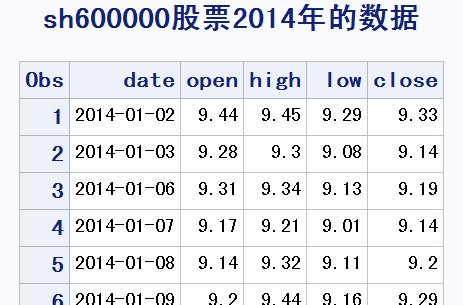 sh600000股票2014年的数据
Obs date open high low close
1 2014-01-02 9.44 9.45 9.29 9.33
2 2014-01-03 9.28 9.3 9.08 9.14
3 2014-01-06 9.31 9.34 9.13 9.19
4 2014-01-07 9.17 9.21 9.01 9.14
5 2014-01-08 9.14 9.32 9.11 9.2
6 2014-01-09 9.2 9.44 9.16 9.29